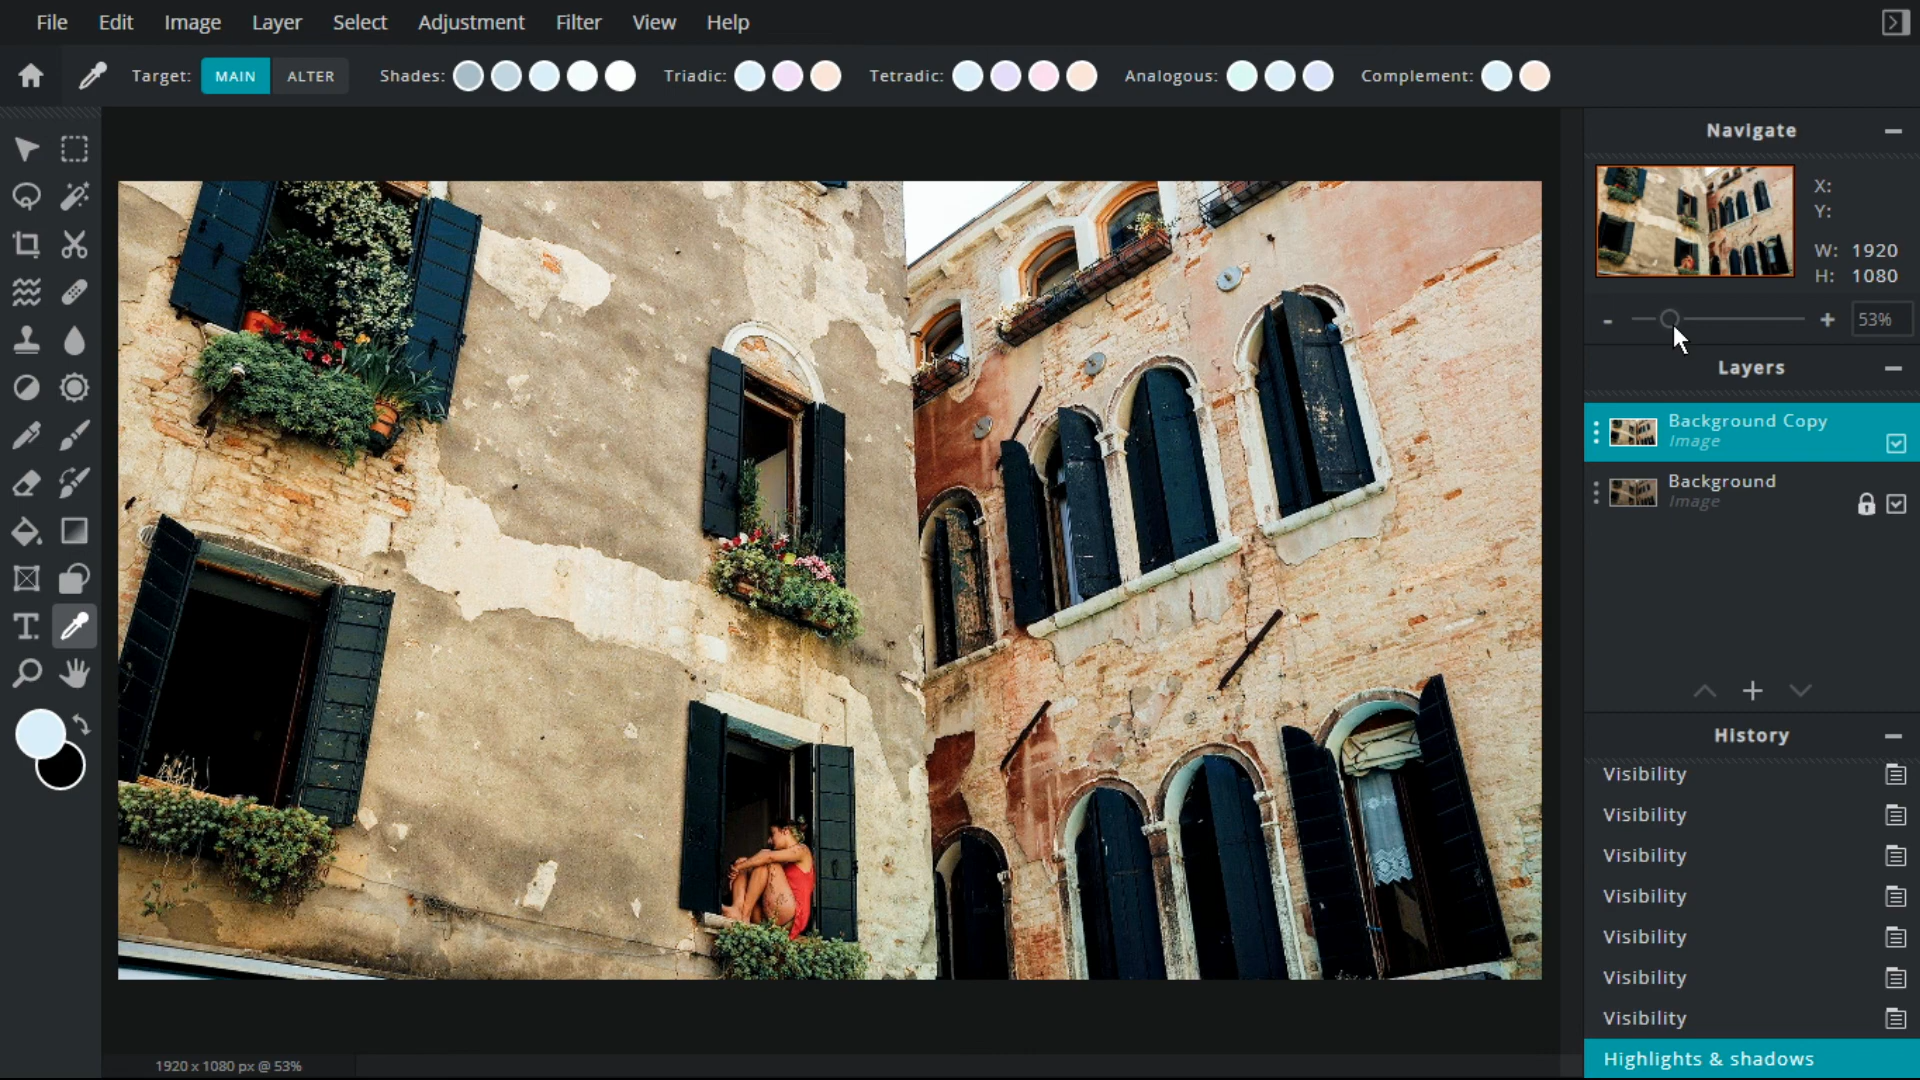 File Edit Image Layer Select Adjustment Filter View Help
Target: MAIN ALTER Shades: Triadic: Tetradic: Analogous: Complement:
Navigate
X:
Y:
W: 1920
H: 1080
- + 53%
Layers
Background Copy
Image
Background
Image
History
Visibility
Visibility
Visibility
Visibility
Visibility
Visibility
Visibility
Highlights & shadows
1920 x 1080 px @ 53%